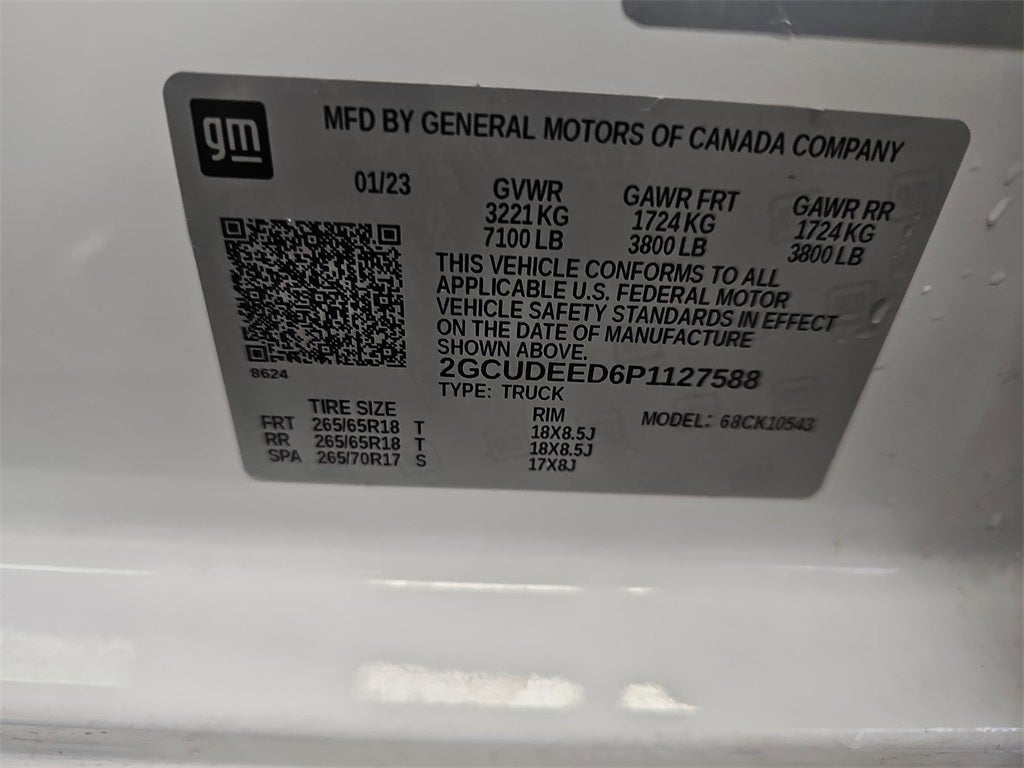 gm
MFD BY GENERAL MOTORS OF CANADA COMPANY
01/23 GVWR GAWR FRT GAWR RR
3221 KG 1724 KG 1724 KG
7100 LB 3800 LB 3800 LB
THIS VEHICLE CONFORMS TO ALL
APPLICABLE U.S. FEDERAL MOTOR
VEHICLE SAFETY STANDARDS IN EFFECT
ON THE DATE OF MANUFACTURE
SHOWN ABOVE.
8624
2GCUDEED6P1127588
TYPE: TRUCK
TIRE SIZE RIM MODEL: 68CK10543
FRT 265/65R18 T 18X8.5J
RR 265/65R18 T 18X8.5J
SPA 265/70R17 S 17X8J